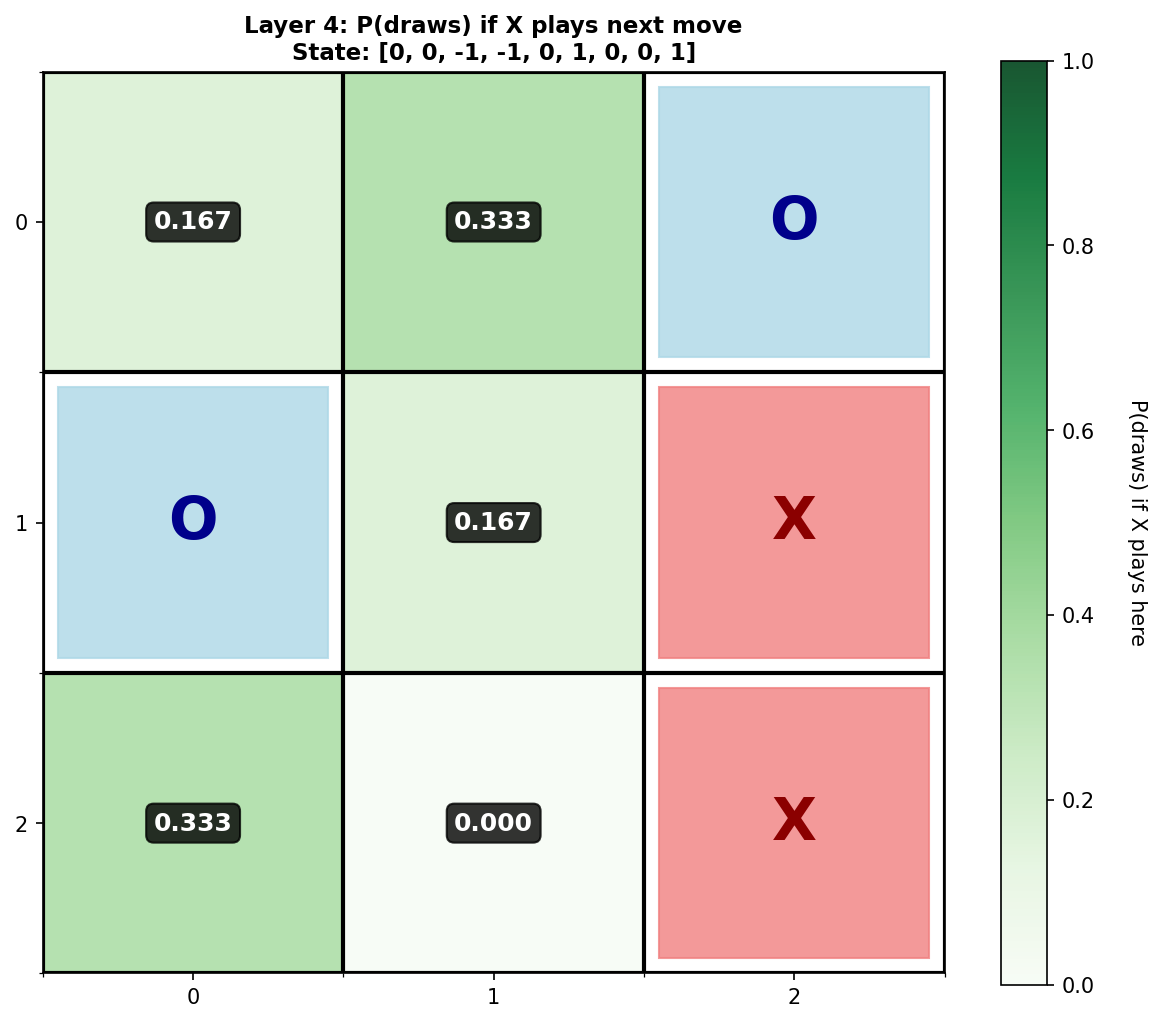 Layer 4: P(draws) if X plays next move
State: [0, 0, -1, -1, 0, 1, 0, 0, 1]
0
0.167
0.333
O
1
O
0.167
X
2
0.333
0.000
X
0
1
2
1.0
0.8
0.6
0.4
0.2
0.0
P(draws) if X plays here